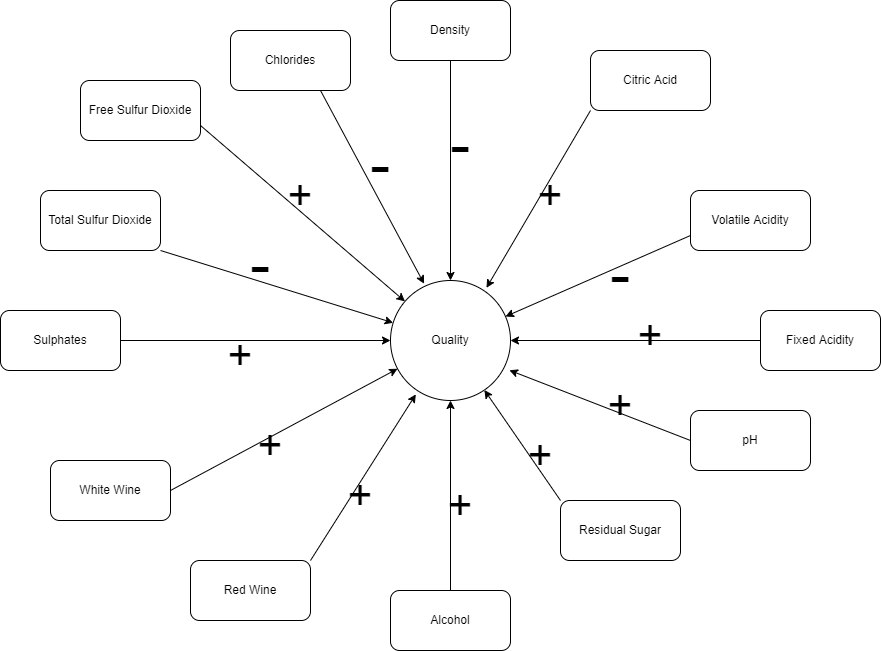 Density
Chlorides
Citric Acid
Free Sulfur Dioxide
Total Sulfur Dioxide
Volatile Acidity
Sulphates
Quality
Fixed Acidity
pH
White Wine
Residual Sugar
Red Wine
Alcohol
−
−
+
+
+
−
−
+
+
+
+
+
+